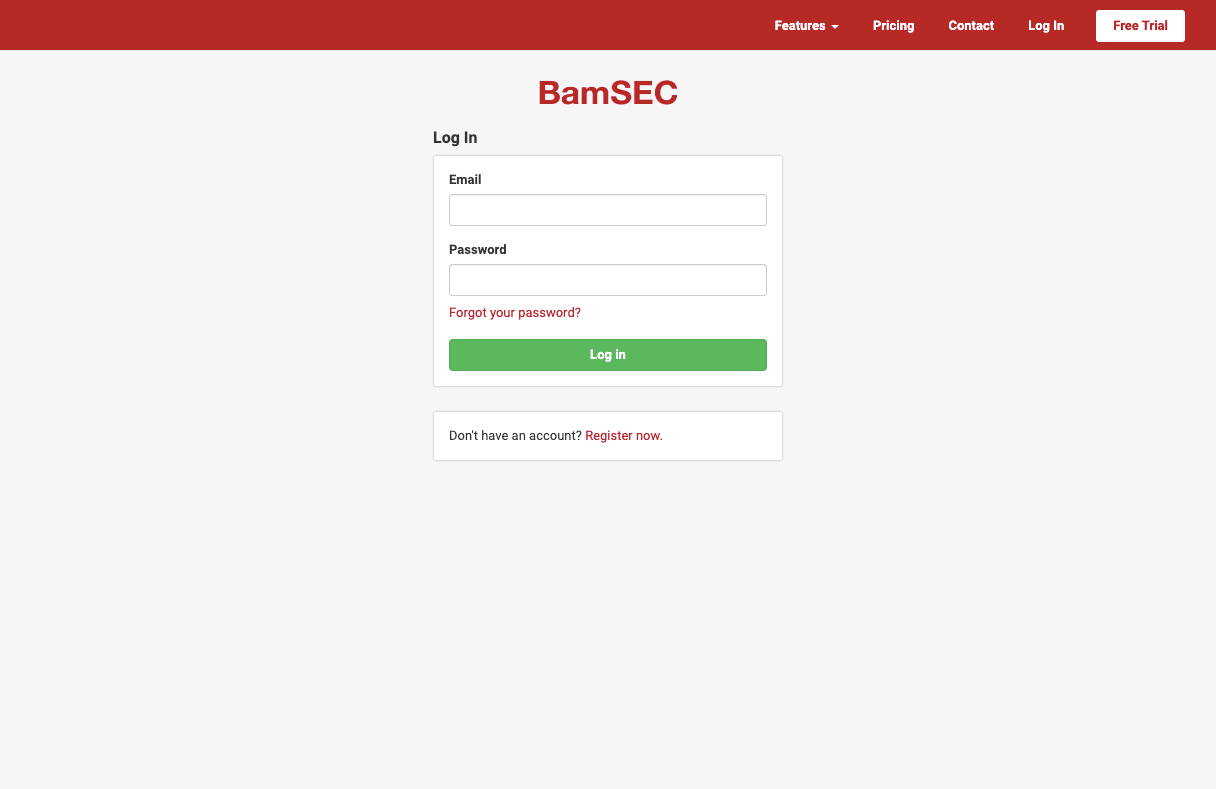 Features Pricing Contact Log In Free Trial
BamSEC
Log In
Email
Password
Forgot your password?
Log in
Don't have an account? Register now.